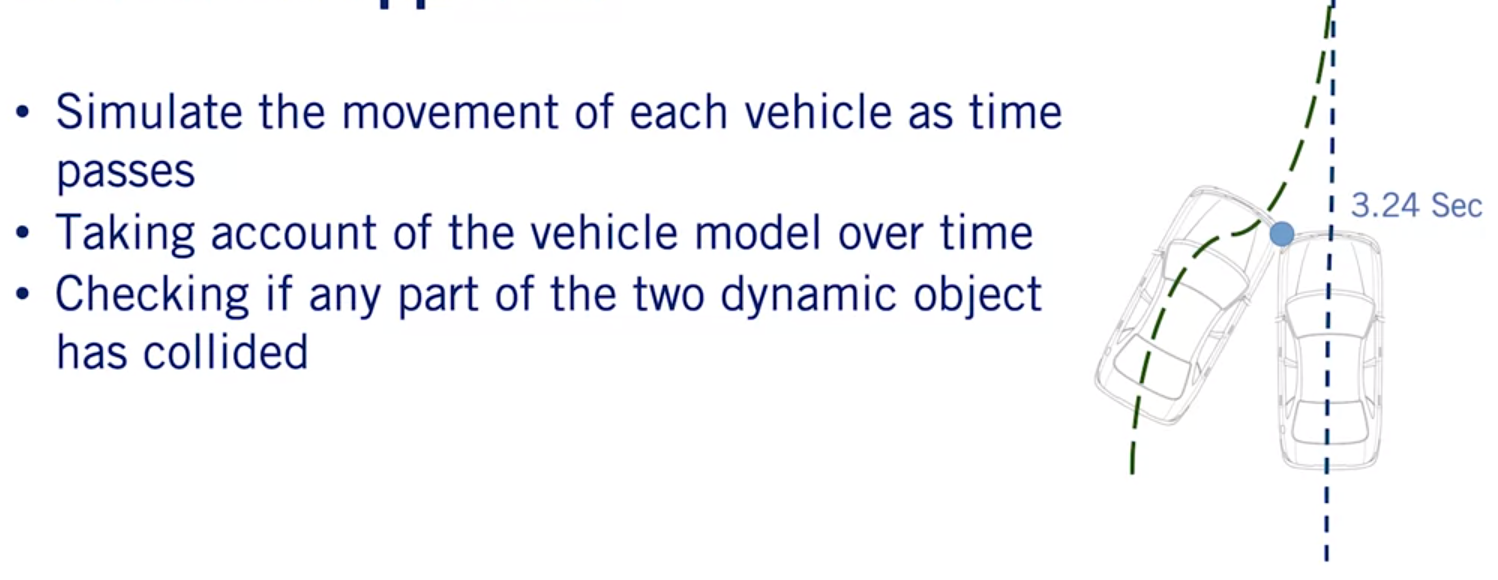 • Simulate the movement of each vehicle as time
passes
• Taking account of the vehicle model over time
• Checking if any part of the two dynamic object
has collided
3.24 Sec